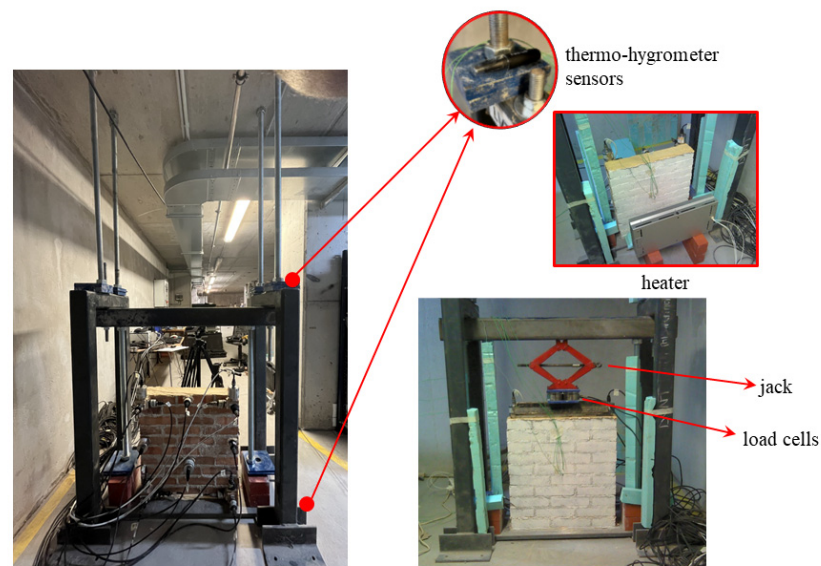 thermo-hygrometer
sensors
heater
jack
load cells